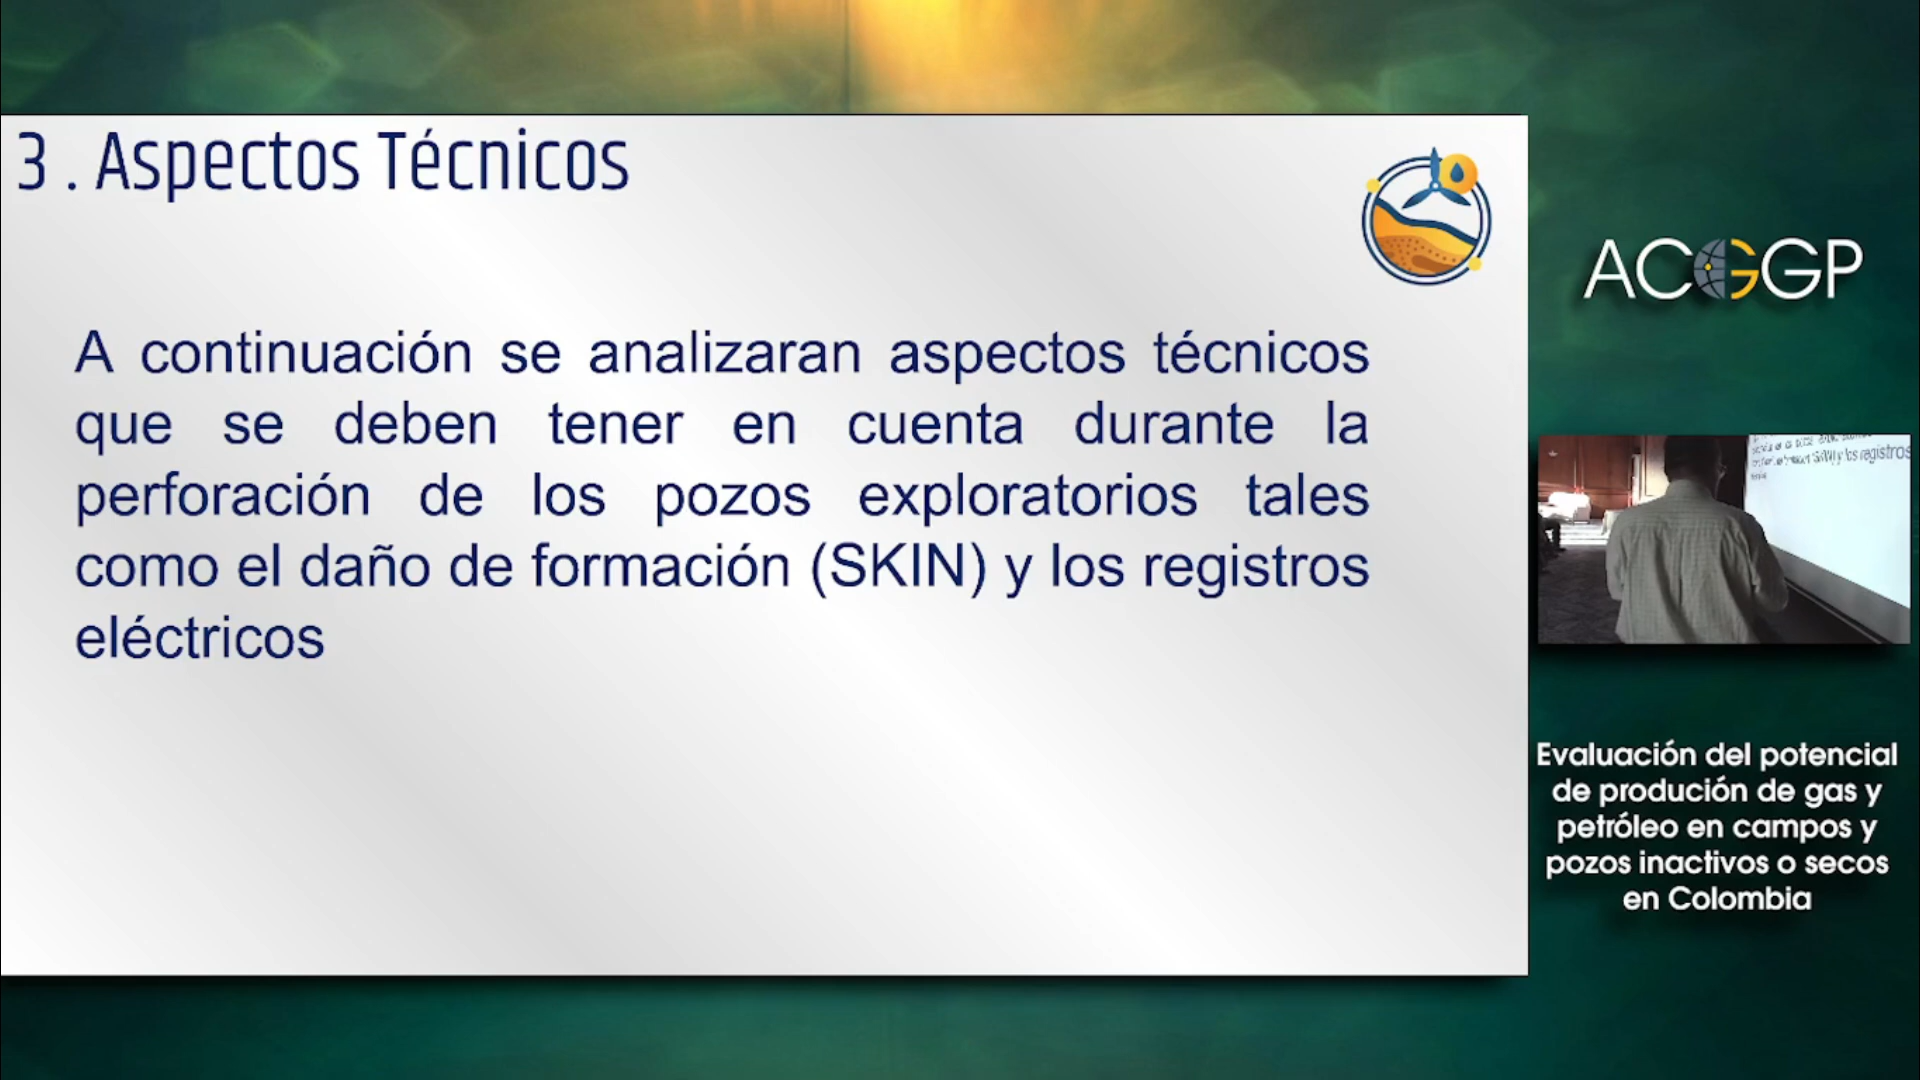 3 . Aspectos Técnicos
A continuación se analizaran aspectos técnicos
que se deben tener en cuenta durante la
perforación de los pozos exploratorios tales
como el daño de formación (SKIN) y los registros
eléctricos
ACGGP
y los registros
Evaluación del potencial
de produción de gas y
petróleo en campos y
pozos inactivos o secos
en Colombia